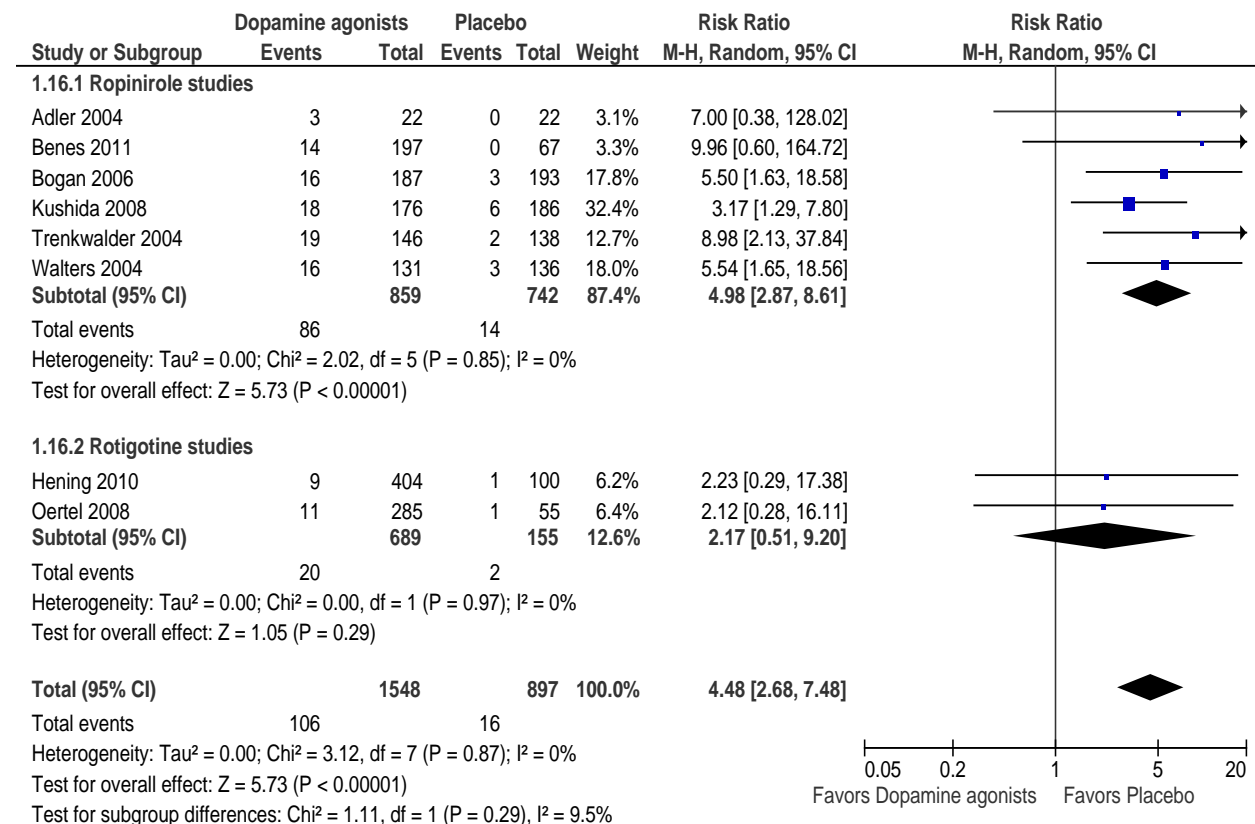 Dopamine agonists Placebo Risk Ratio Risk Ratio
Study or Subgroup Events Total Events Total Weight M-H, Random, 95% CI M-H, Random, 95% CI
1.16.1 Ropinirole studies
Adler 2004 3 22 0 22 3.1% 7.00 [0.38, 128.02]
Benes 2011 14 197 0 67 3.3% 9.96 [0.60, 164.72]
Bogan 2006 16 187 3 193 17.8% 5.50 [1.63, 18.58]
Kushida 2008 18 176 6 186 32.4% 3.17 [1.29, 7.80]
Trenkwalder 2004 19 146 2 138 12.7% 8.98 [2.13, 37.84]
Walters 2004 16 131 3 136 18.0% 5.54 [1.65, 18.56]
Subtotal (95% CI) 859 742 87.4% 4.98 [2.87, 8.61]
Total events 86 14
Heterogeneity: Tau² = 0.00; Chi² = 2.02, df = 5 (P = 0.85); I² = 0%
Test for overall effect: Z = 5.73 (P < 0.00001)
1.16.2 Rotigotine studies
Hening 2010 9 404 1 100 6.2% 2.23 [0.29, 17.38]
Oertel 2008 11 285 1 55 6.4% 2.12 [0.28, 16.11]
Subtotal (95% CI) 689 155 12.6% 2.17 [0.51, 9.20]
Total events 20 2
Heterogeneity: Tau² = 0.00; Chi² = 0.00, df = 1 (P = 0.97); I² = 0%
Test for overall effect: Z = 1.05 (P = 0.29)
Total (95% CI) 1548 897 100.0% 4.48 [2.68, 7.48]
Total events 106 16
Heterogeneity: Tau² = 0.00; Chi² = 3.12, df = 7 (P = 0.87); I² = 0%
Test for overall effect: Z = 5.73 (P < 0.00001)
Test for subgroup differences: Chi² = 1.11, df = 1 (P = 0.29), I² = 9.5%
0.05 0.2 1 5 20
Favors Dopamine agonists Favors Placebo